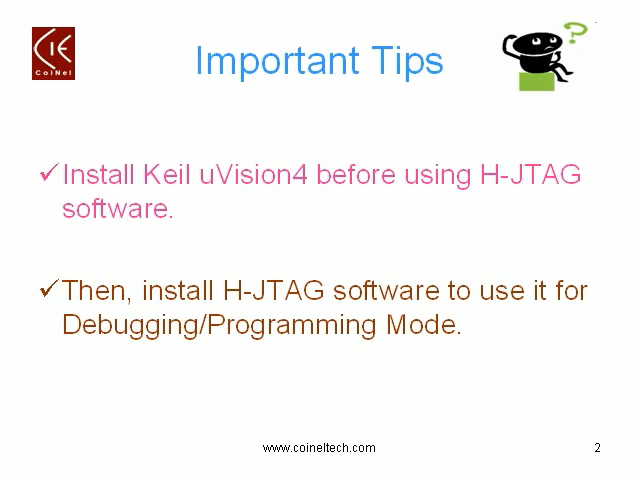 CIE
CoiNel
Important Tips
?
✓Install Keil uVision4 before using H-JTAG
software.
✓Then, install H-JTAG software to use it for
Debugging/Programming Mode.
www.coineltech.com
2